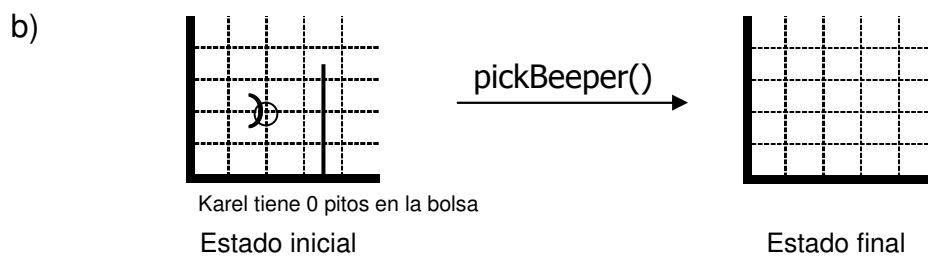 b)
pickBeeper()
Karel tiene 0 pitos en la bolsa
Estado inicial
Estado final